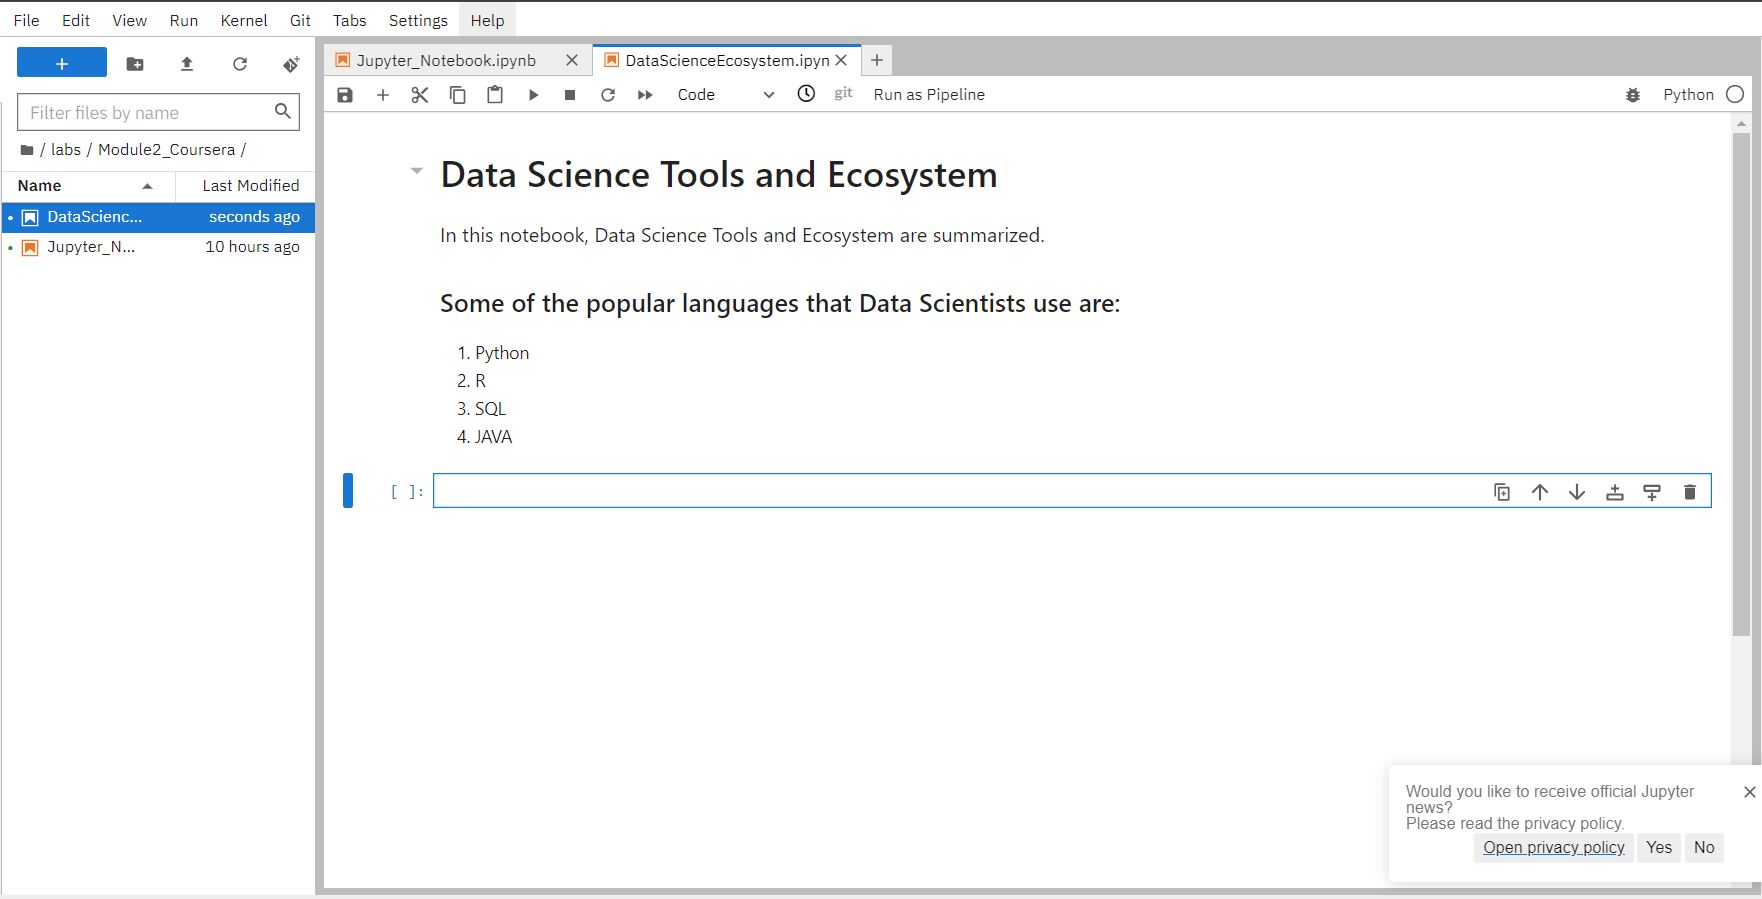 File Edit View Run Kernel Git Tabs Settings Help
+
Filter files by name
/ labs / Module2_Coursera /
Name Last Modified
DataScienc... seconds ago
Jupyter_N... 10 hours ago
Jupyter_Notebook.ipynb DataScienceEcosystem.ipyn +
Code git Run as Pipeline Python
Data Science Tools and Ecosystem
In this notebook, Data Science Tools and Ecosystem are summarized.
Some of the popular languages that Data Scientists use are:
1. Python
2. R
3. SQL
4. JAVA
[ ]:
Would you like to receive official Jupyter
news?
Please read the privacy policy.
Open privacy policy Yes No